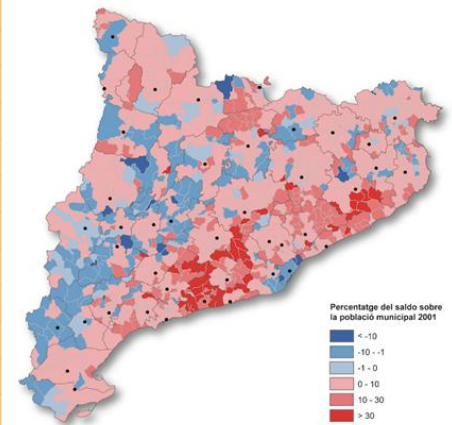 Percentatge del saldo sobre
la població municipal 2001
< -10
-10 - -1
-1 - 0
0 - 10
10 - 30
> 30